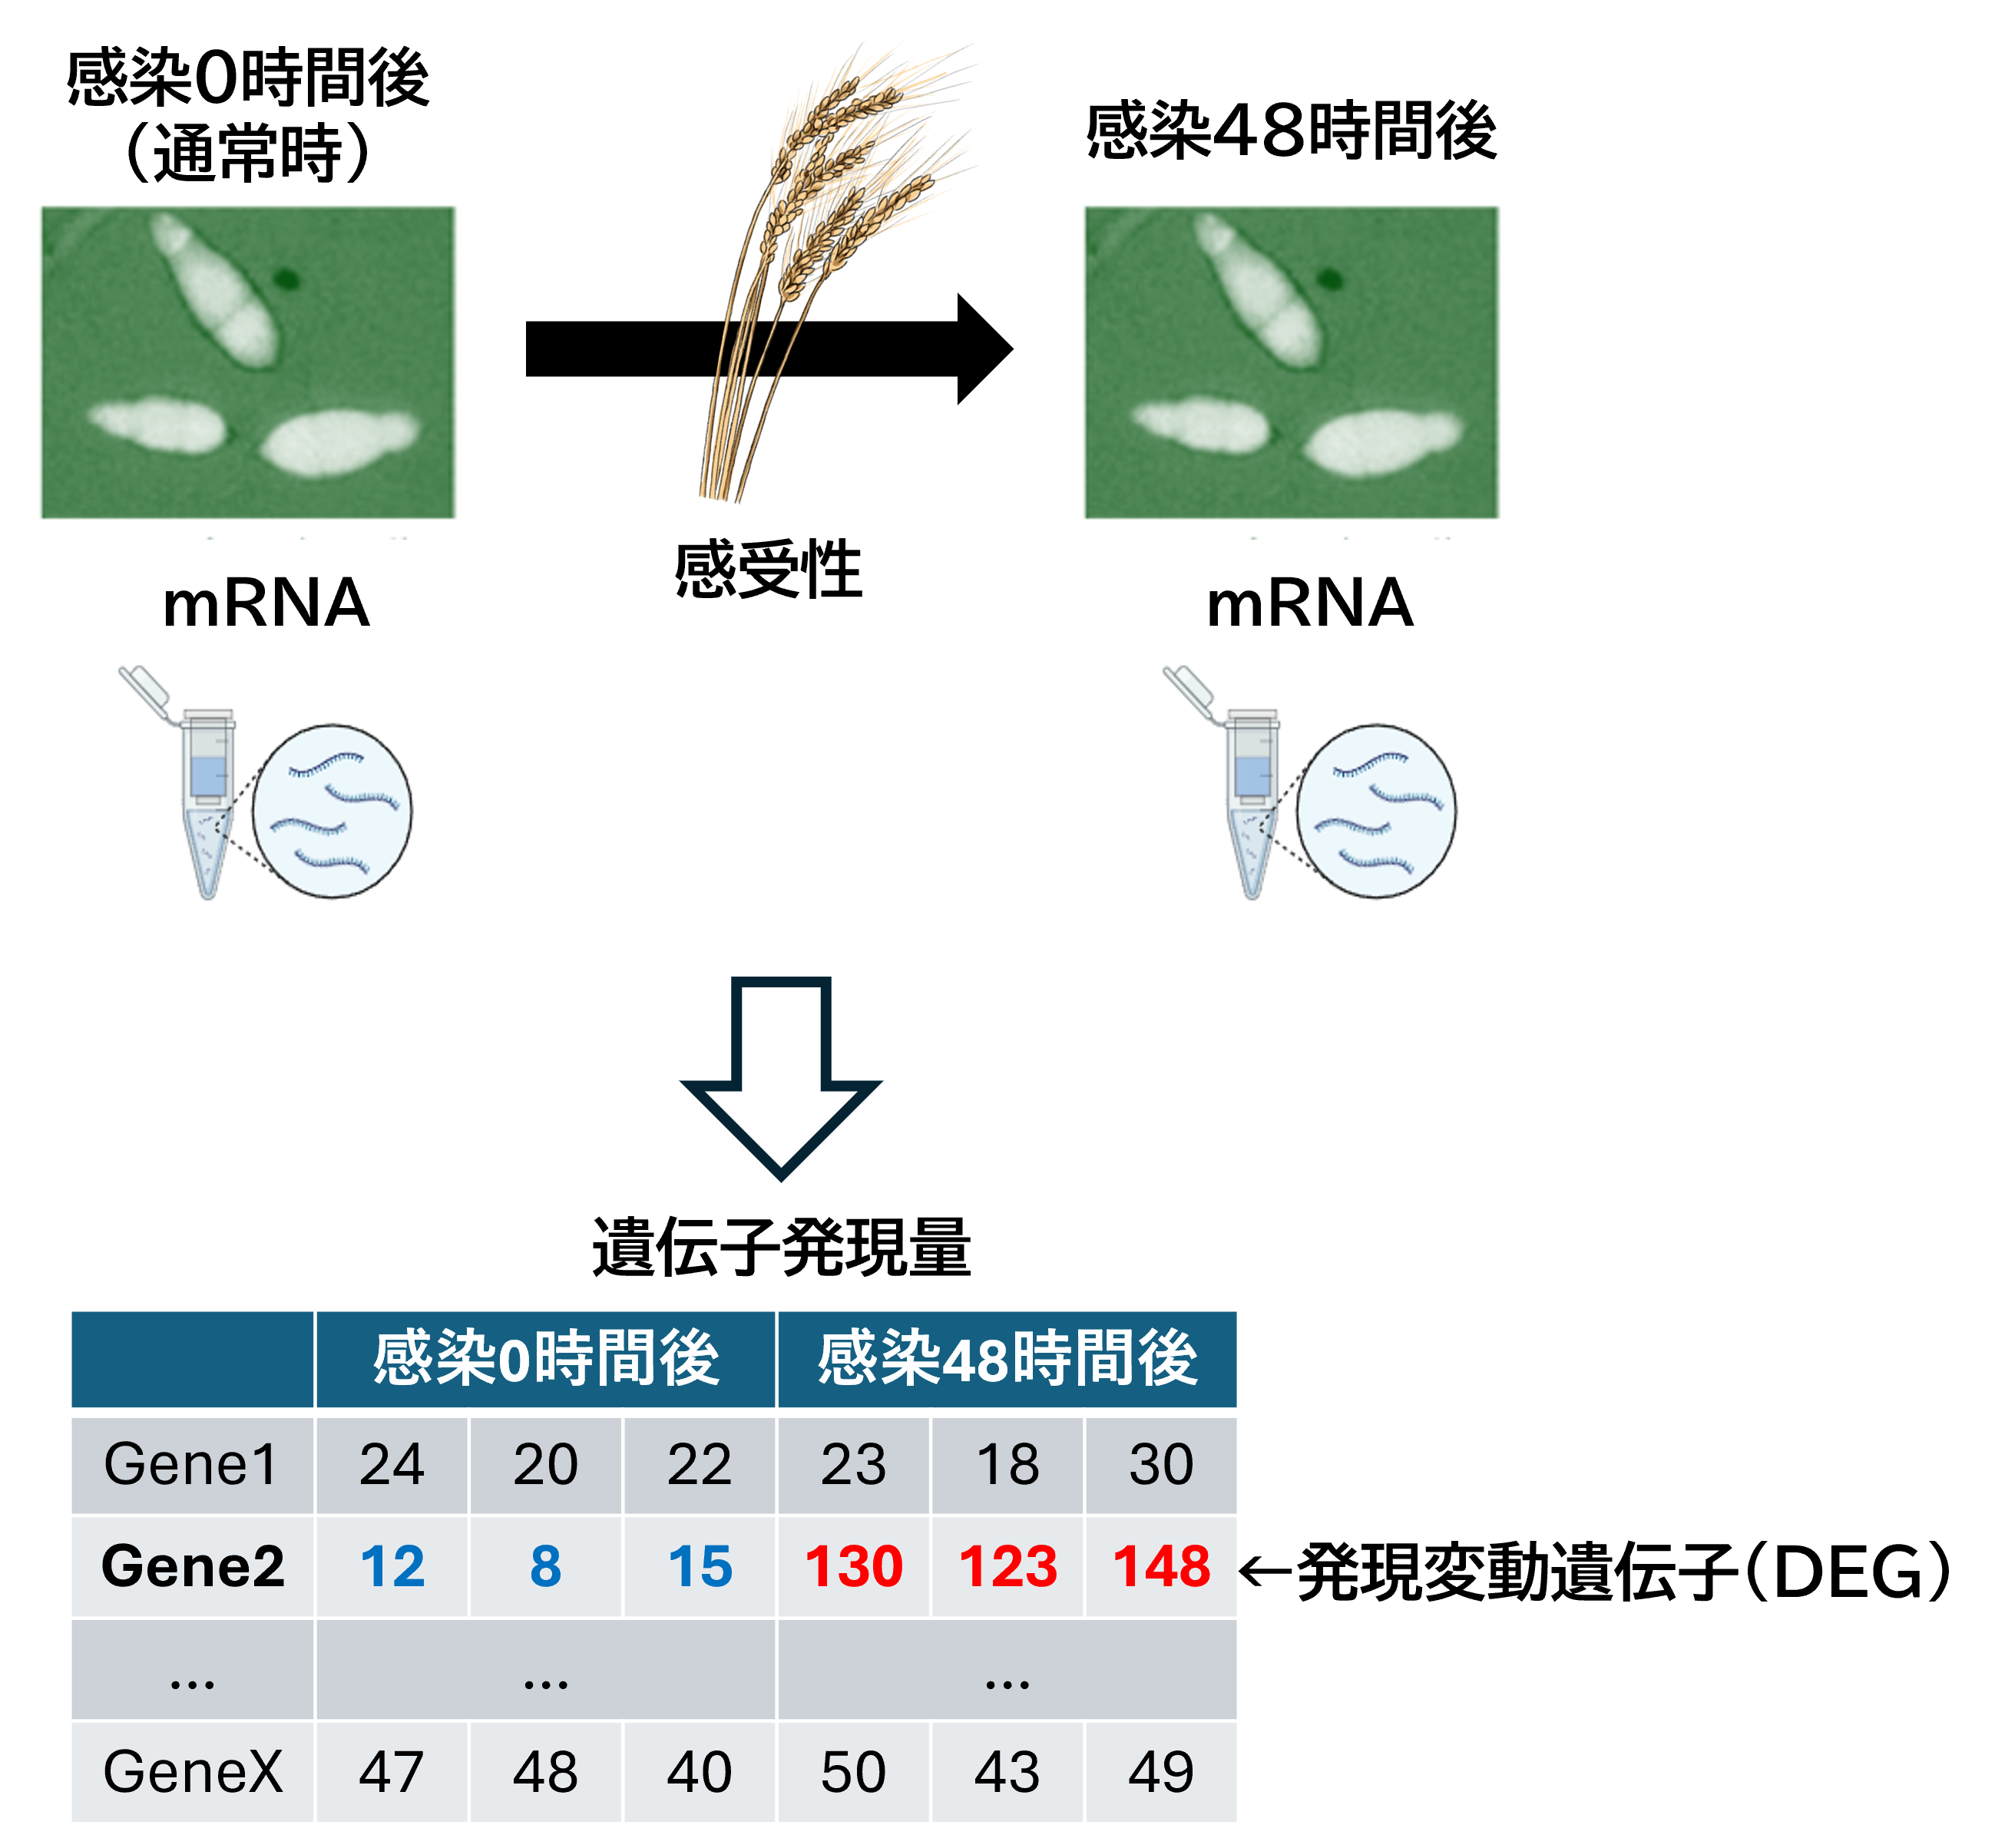 感染0時間後
（通常時）
感染48時間後
感受性
mRNA
mRNA
遺伝子発現量
感染0時間後 感染48時間後
Gene1 24 20 22 23 18 30
Gene2 12 8 15 130 123 148 ←発現変動遺伝子（DEG）
... ... ...
GeneX 47 48 40 50 43 49